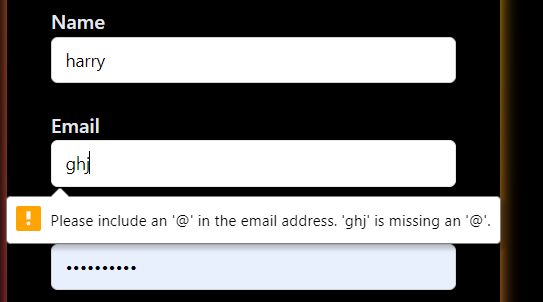 Name
harry
Email
ghj
Please include an '@' in the email address. 'ghj' is missing an '@'.
••••••••••